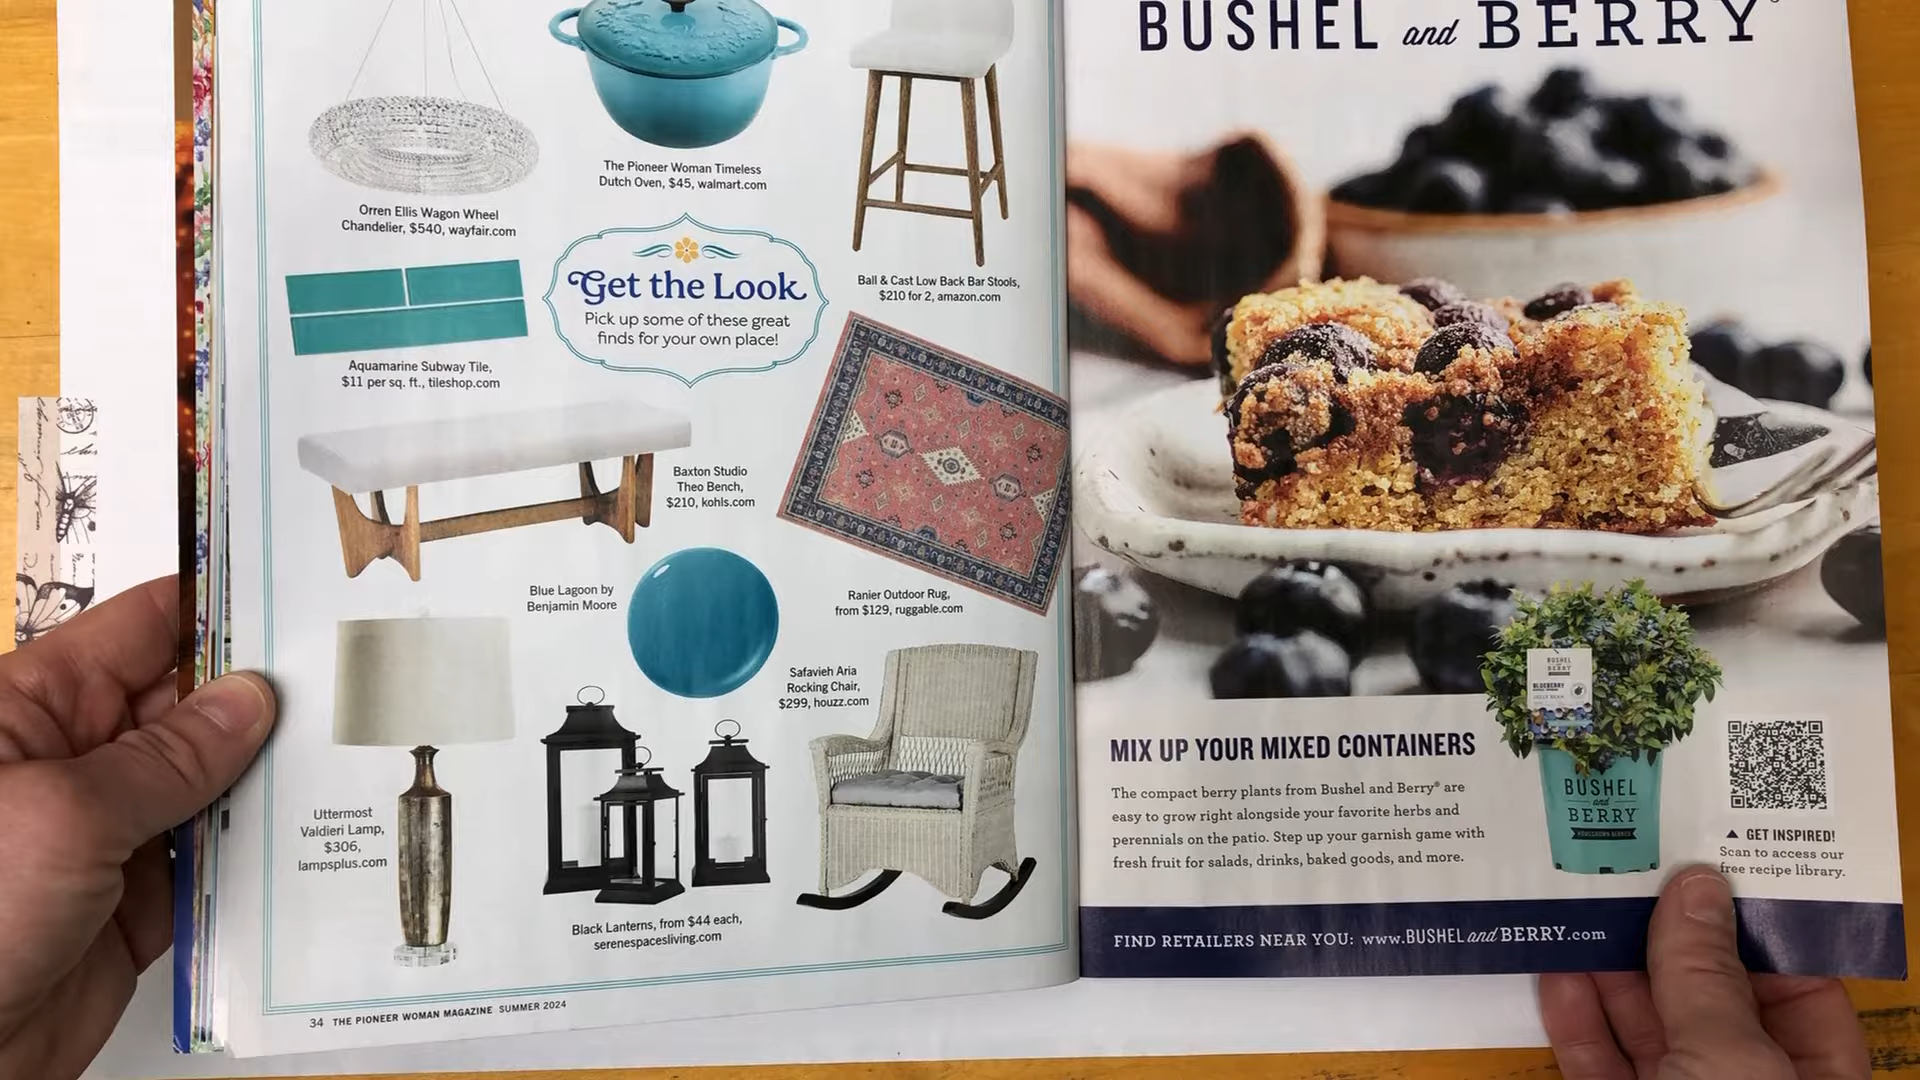 Orren Ellis Wagon Wheel
Chandelier, $540, wayfair.com
The Pioneer Woman Timeless
Dutch Oven, $45, walmart.com
Ball & Cast Low Back Bar Stools,
$210 for 2, amazon.com
Get the Look
Pick up some of these great
finds for your own place!
Aquamarine Subway Tile,
$11 per sq. ft., tileshop.com
Baxton Studio
Theo Bench,
$210, kohls.com
Ranier Outdoor Rug,
from $129, ruggable.com
Blue Lagoon by
Benjamin Moore
Safavieh Aria
Rocking Chair,
$299, houzz.com
Uttermost
Valdieri Lamp,
$306,
lampsplus.com
Black Lanterns, from $44 each,
serenespacesliving.com
34 THE PIONEER WOMAN MAGAZINE SUMMER 2024
BUSHEL and BERRY®
MIX UP YOUR MIXED CONTAINERS
The compact berry plants from Bushel and Berry® are
easy to grow right alongside your favorite herbs and
perennials on the patio. Step up your garnish game with
fresh fruit for salads, drinks, baked goods, and more.
BUSHEL
and
BERRY
BLUEBERRY
JELLY BEAN
BUSHEL
and
BERRY
▲ GET INSPIRED!
Scan to access our
free recipe library.
FIND RETAILERS NEAR YOU: www.BUSHELandBERRY.com